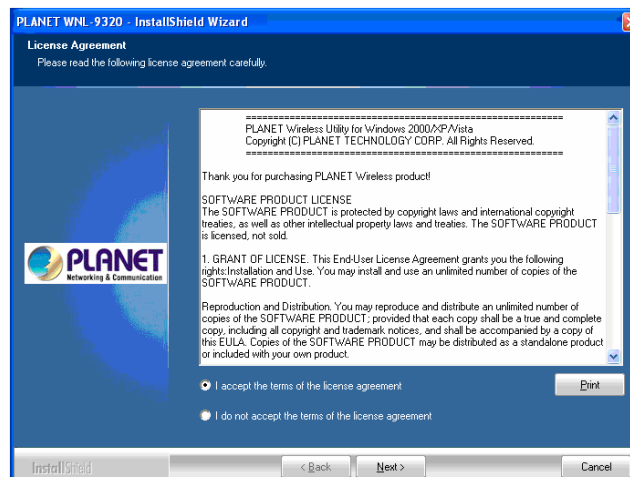 PLANET WNL-9320 - InstallShield Wizard
License Agreement
Please read the following license agreement carefully.
============================================================
PLANET Wireless Utility for Windows 2000/XP/Vista
Copyright (C) PLANET TECHNOLOGY CORP. All Rights Reserved.
============================================================
Thank you for purchasing PLANET Wireless product!
SOFTWARE PRODUCT LICENSE
The SOFTWARE PRODUCT is protected by copyright laws and international copyright
treaties, as well as other intellectual property laws and treaties. The SOFTWARE PRODUCT
is licensed, not sold.
1. GRANT OF LICENSE. This End-User License Agreement grants you the following
rights:Installation and Use. You may install and use an unlimited number of copies of the
SOFTWARE PRODUCT.
Reproduction and Distribution. You may reproduce and distribute an unlimited number of
copies of the SOFTWARE PRODUCT; provided that each copy shall be a true and complete
copy, including all copyright and trademark notices, and shall be accompanied by a copy of
this EULA. Copies of the SOFTWARE PRODUCT may be distributed as a standalone product
or included with your own product.
PLANET
Networking & Communication
I accept the terms of the license agreement
Print
I do not accept the terms of the license agreement
InstallShield
< Back
Next >
Cancel